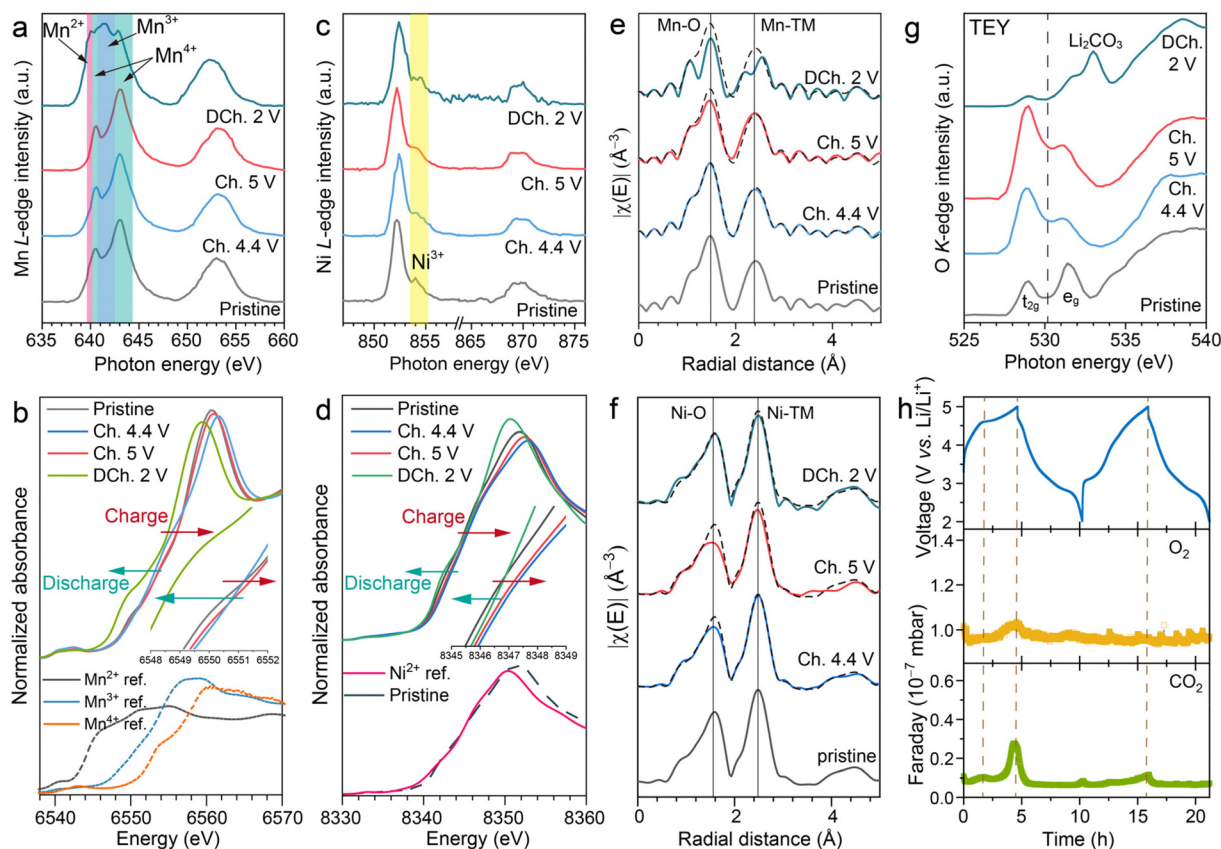 a
Mn2+
Mn3+
Mn4+
DCh. 2 V
Ch. 5 V
Ch. 4.4 V
Pristine
Mn L-edge intensity (a.u.)
635 640 645 650 655 660
Photon energy (eV)
c
DCh. 2 V
Ch. 5 V
Ch. 4.4 V
Ni3+
Pristine
Ni L-edge intensity (a.u.)
850 855 865 870 875
Photon energy (eV)
e
Mn-O Mn-TM
DCh. 2 V
Ch. 5 V
Ch. 4.4 V
Pristine
|χ(E)| (Å−3)
0 2 4
Radial distance (Å)
g
TEY
Li2CO3
DCh.
2 V
Ch.
5 V
Ch.
4.4 V
t2g
eg
Pristine
O K-edge intensity (a.u.)
525 530 535 540
Photon energy (eV)
b
Pristine
Ch. 4.4 V
Ch. 5 V
DCh. 2 V
Charge
Discharge
6548 6549 6550 6551 6552
Mn2+ ref.
Mn3+ ref.
Mn4+ ref.
Normalized absorbance
6540 6550 6560 6570
Energy (eV)
d
Pristine
Ch. 4.4 V
Ch. 5 V
DCh. 2 V
Charge
Discharge
8345 8346 8347 8348 8349
Ni2+ ref.
Pristine
Normalized absorbance
8330 8340 8350 8360
Energy (eV)
f
Ni-O Ni-TM
DCh. 2 V
Ch. 5 V
Ch. 4.4 V
pristine
|χ(E)| (Å−3)
0 2 4
Radial distance (Å)
h
5
4
3
2
Voltage (V vs. Li/Li+)
O2
1.4
1.2
1.0
CO2
0.8
0.6
0.4
0.2
0.0
Faraday (10−7 mbar)
0 5 10 15 20
Time (h)